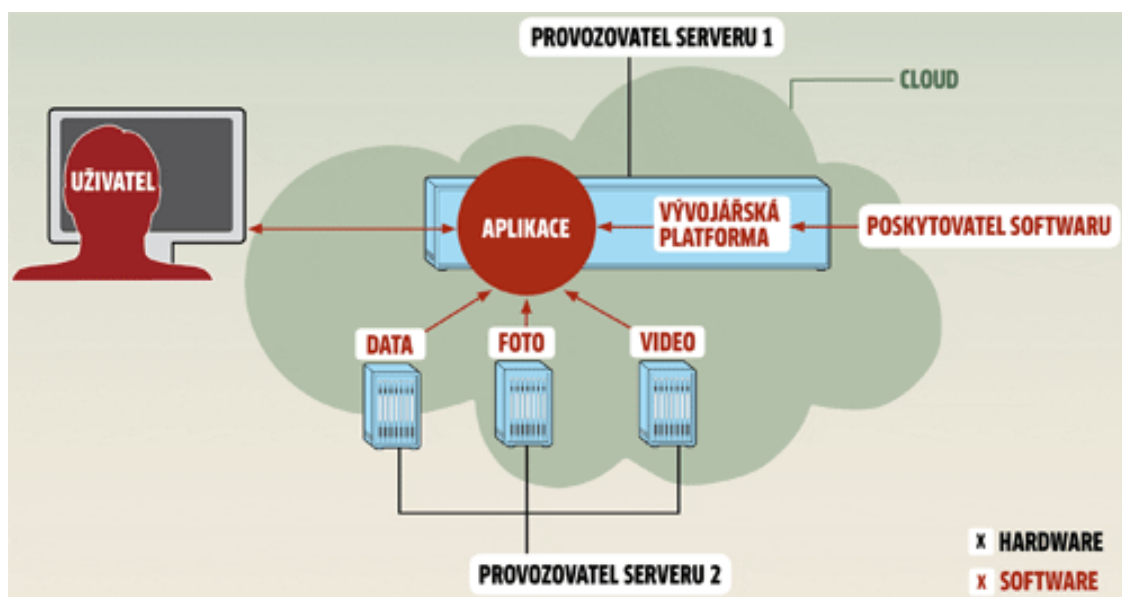 PROVOZOVATEL SERVERU 1
CLOUD
UŽIVATEL
APLIKACE
VÝVOJÁŘSKÁ
PLATFORMA
POSKYTOVATEL SOFTWARU
DATA
FOTO
VIDEO
PROVOZOVATEL SERVERU 2
X HARDWARE
X SOFTWARE